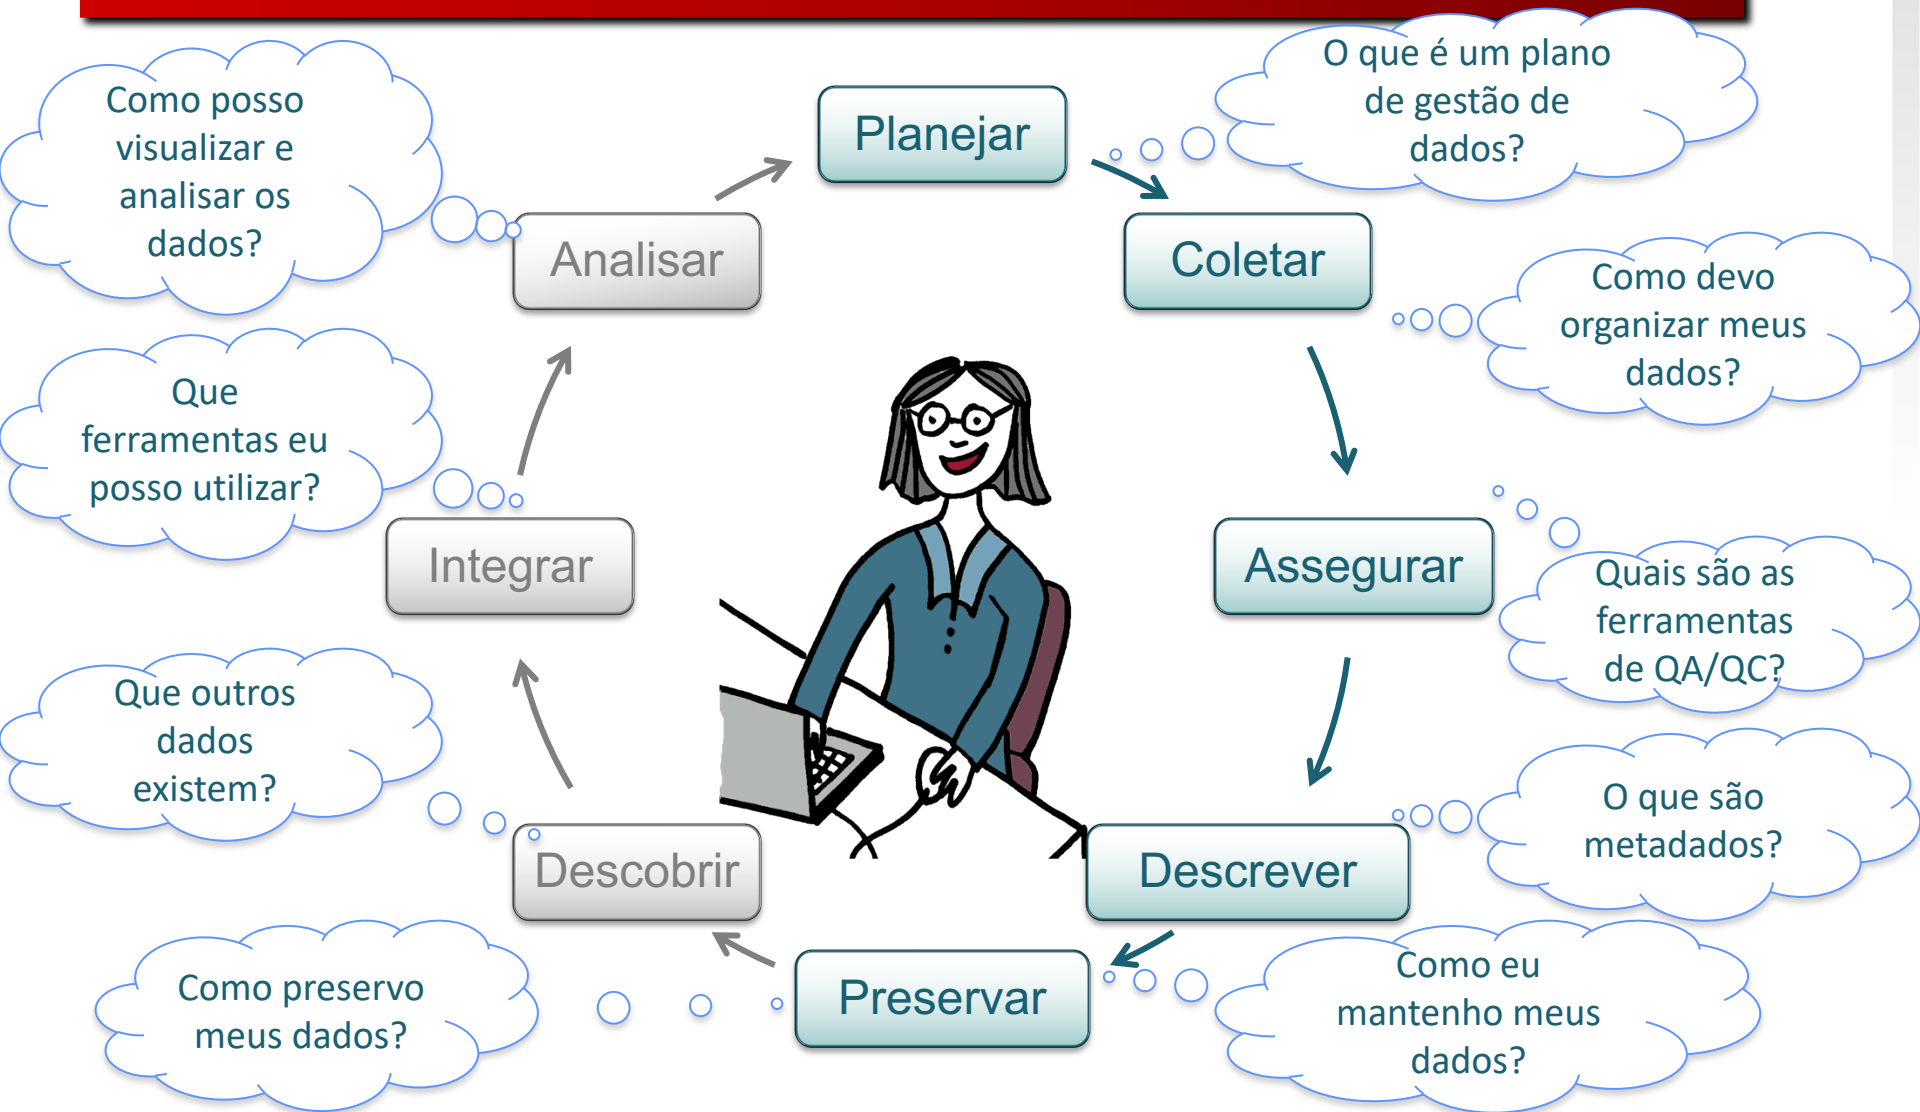 O que é um plano
de gestão de
dados?
Como posso
visualizar e
analisar os
dados?
Planejar
Analisar
Coletar
Como devo
organizar meus
dados?
Que
ferramentas eu
posso utilizar?
Integrar
Assegurar
Quais são as
ferramentas
de QA/QC?
Que outros
dados
existem?
O que são
metadados?
Descobrir
Descrever
Como preservo
meus dados?
Preservar
Como eu
mantenho meus
dados?